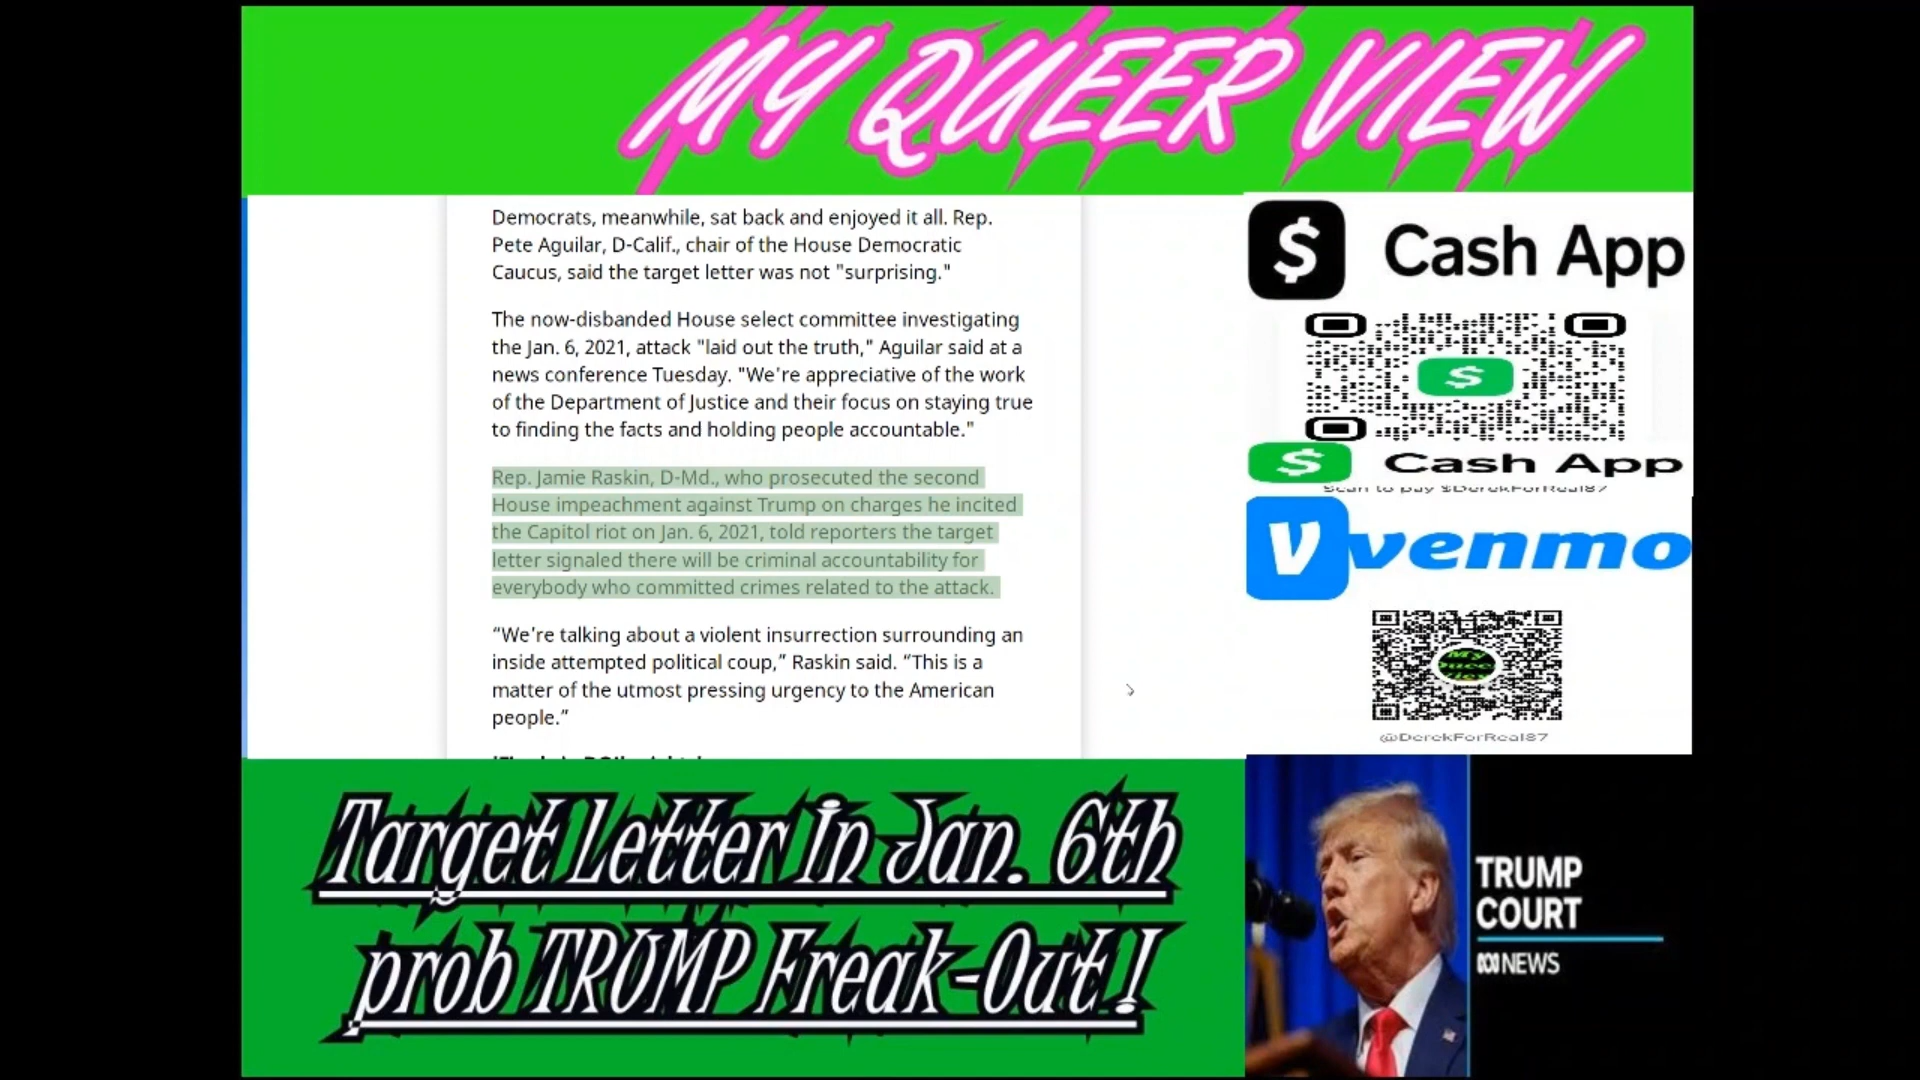 MY QUEER VIEW
Democrats, meanwhile, sat back and enjoyed it all. Rep.
Pete Aguilar, D-Calif., chair of the House Democratic
Caucus, said the target letter was not "surprising."
The now-disbanded House select committee investigating
the Jan. 6, 2021, attack "laid out the truth," Aguilar said at a
news conference Tuesday. "We're appreciative of the work
of the Department of Justice and their focus on staying true
to finding the facts and holding people accountable."
Rep. Jamie Raskin, D-Md., who prosecuted the second
House impeachment against Trump on charges he incited
the Capitol riot on Jan. 6, 2021, told reporters the target
letter signaled there will be criminal accountability for
everybody who committed crimes related to the attack.
“We’re talking about a violent insurrection surrounding an
inside attempted political coup,” Raskin said. “This is a
matter of the utmost pressing urgency to the American
people.”
$ Cash App
$
$ Cash App
Scan to pay $DerekForReal87
V venmo
My
Queer
View
@DerekForReal87
Target Letter In Jan. 6th
prob TRUMP Freak-Out!
TRUMP
COURT
NEWS